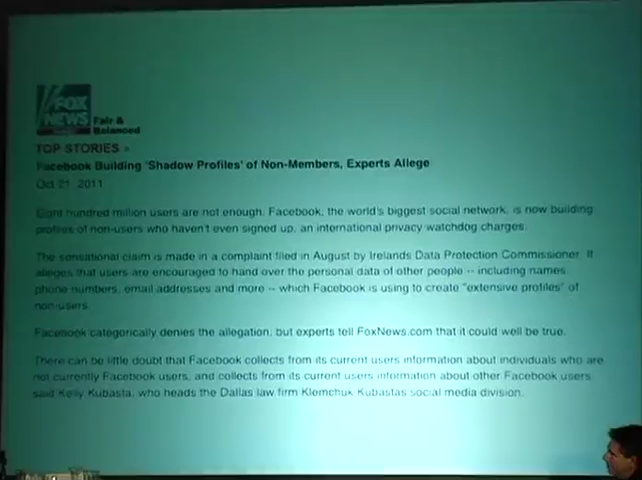 FOX
NEWS Fair &
Balanced
TOP STORIES »
Facebook Building 'Shadow Profiles' of Non-Members, Experts Allege
Oct 21, 2011
Eight hundred million users are not enough. Facebook, the world's biggest social network, is now building
profiles of non-users who haven't even signed up, an international privacy watchdog charges.
The sensational claim is made in a complaint filed in August by Irelands Data Protection Commissioner. It
alleges that users are encouraged to hand over the personal data of other people -- including names,
phone numbers, email addresses and more -- which Facebook is using to create "extensive profiles" of
non-users.
Facebook categorically denies the allegation, but experts tell FoxNews.com that it could well be true.
There can be little doubt that Facebook collects from its current users information about individuals who are
not currently Facebook users, and collects from its current users information about other Facebook users,
said Kelly Kubasta, who heads the Dallas law firm Klemchuk Kubastas social media division.